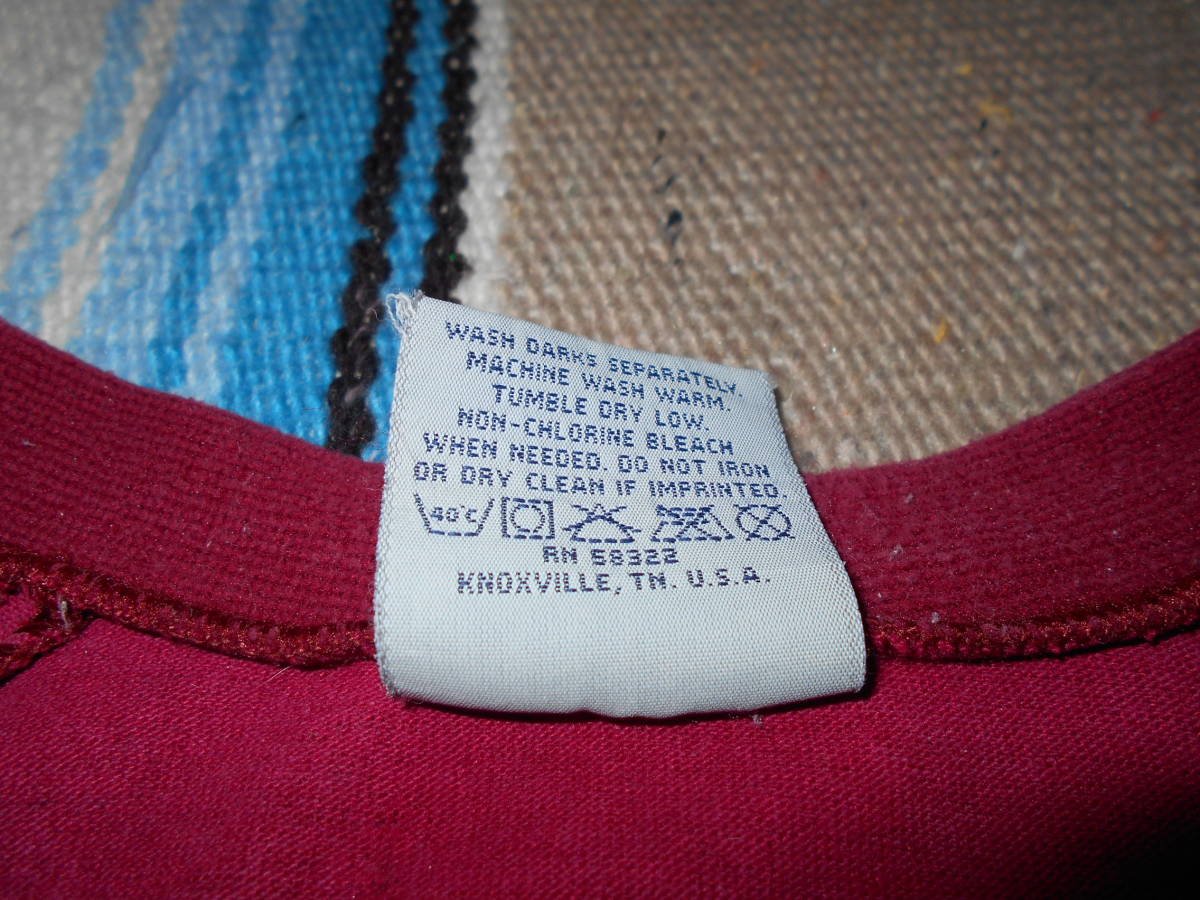 WASH DARKS SEPARATELY.
MACHINE WASH WARM.
TUMBLE DRY LOW.
NON-CHLORINE BLEACH
WHEN NEEDED. DO NOT IRON
OR DRY CLEAN IF IMPRINTED.
40°C
RN 58322
KNOXVILLE, TN. U.S.A.